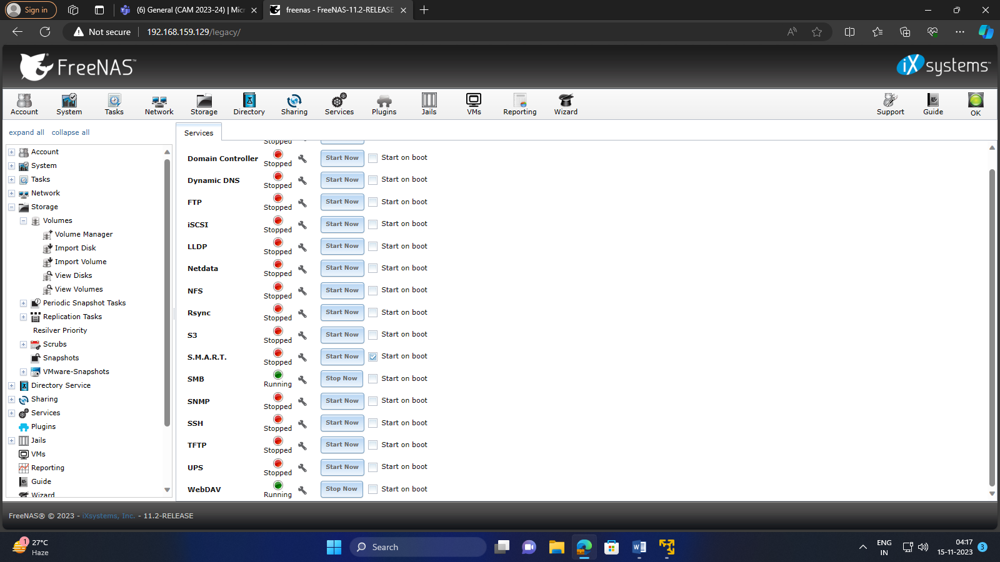 Sign in
(6) General (CAM 2023-24) | Micr
freenas - FreeNAS-11.2-RELEASE
Not secure
192.168.159.129/legacy/
FreeNAS™
iXsystems™
Account
System
Tasks
Network
Storage
Directory
Sharing
Services
Plugins
Jails
VMs
Reporting
Wizard
Support
Guide
OK
expand all
collapse all
Services
Account
System
Tasks
Network
Storage
Volumes
Volume Manager
Import Disk
Import Volume
View Disks
View Volumes
Periodic Snapshot Tasks
Replication Tasks
Resilver Priority
Scrubs
Snapshots
VMware-Snapshots
Directory Service
Sharing
Services
Plugins
Jails
VMs
Reporting
Guide
Wizard
Stopped
Domain Controller Stopped Start Now Start on boot
Dynamic DNS Stopped Start Now Start on boot
FTP Stopped Start Now Start on boot
iSCSI Stopped Start Now Start on boot
LLDP Stopped Start Now Start on boot
Netdata Stopped Start Now Start on boot
NFS Stopped Start Now Start on boot
Rsync Stopped Start Now Start on boot
S3 Stopped Start Now Start on boot
S.M.A.R.T. Stopped Start Now Start on boot
SMB Running Stop Now Start on boot
SNMP Stopped Start Now Start on boot
SSH Stopped Start Now Start on boot
TFTP Stopped Start Now Start on boot
UPS Stopped Start Now Start on boot
WebDAV Running Stop Now Start on boot
FreeNAS® © 2023 - iXsystems, Inc. - 11.2-RELEASE
1
27°C
Haze
Search
ENG
IN
04:17
15-11-2023
3